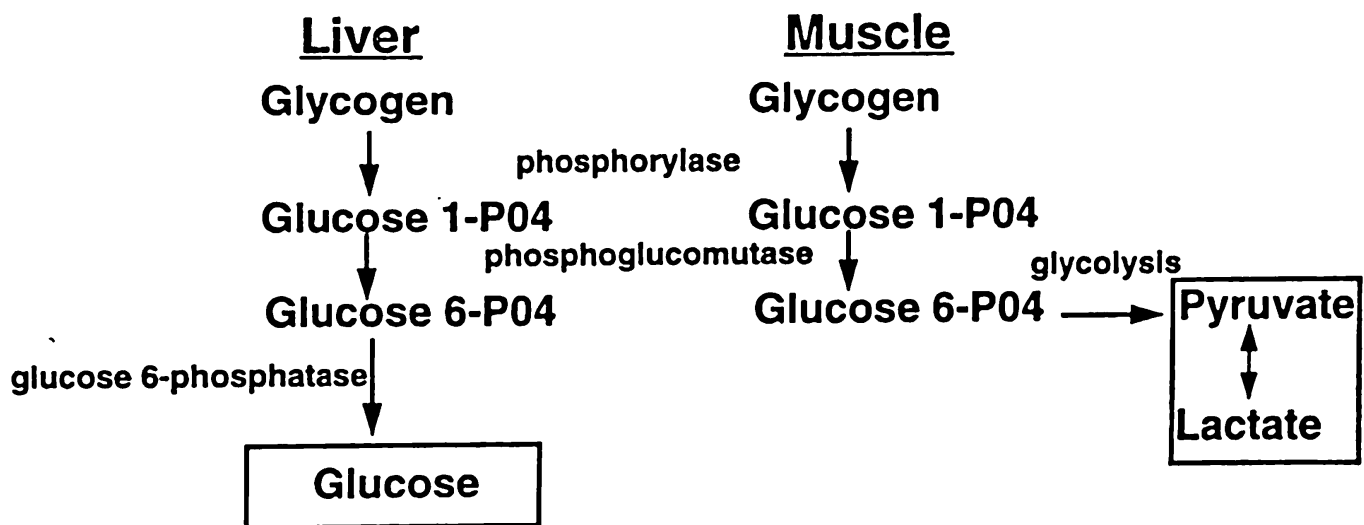 Liver
Muscle
Glycogen
Glycogen
phosphorylase
Glucose 1-P04
Glucose 1-P04
phosphoglucomutase
glycolysis
Glucose 6-P04
Glucose 6-P04
Pyruvate
glucose 6-phosphatase
Lactate
Glucose